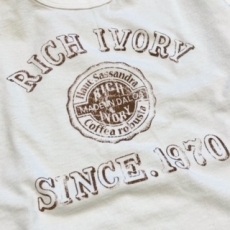 RICH IVORY
Haut Sassandra
RICH
MADE IN DALOA
IVORY
Coffea robusta
SINCE.1970